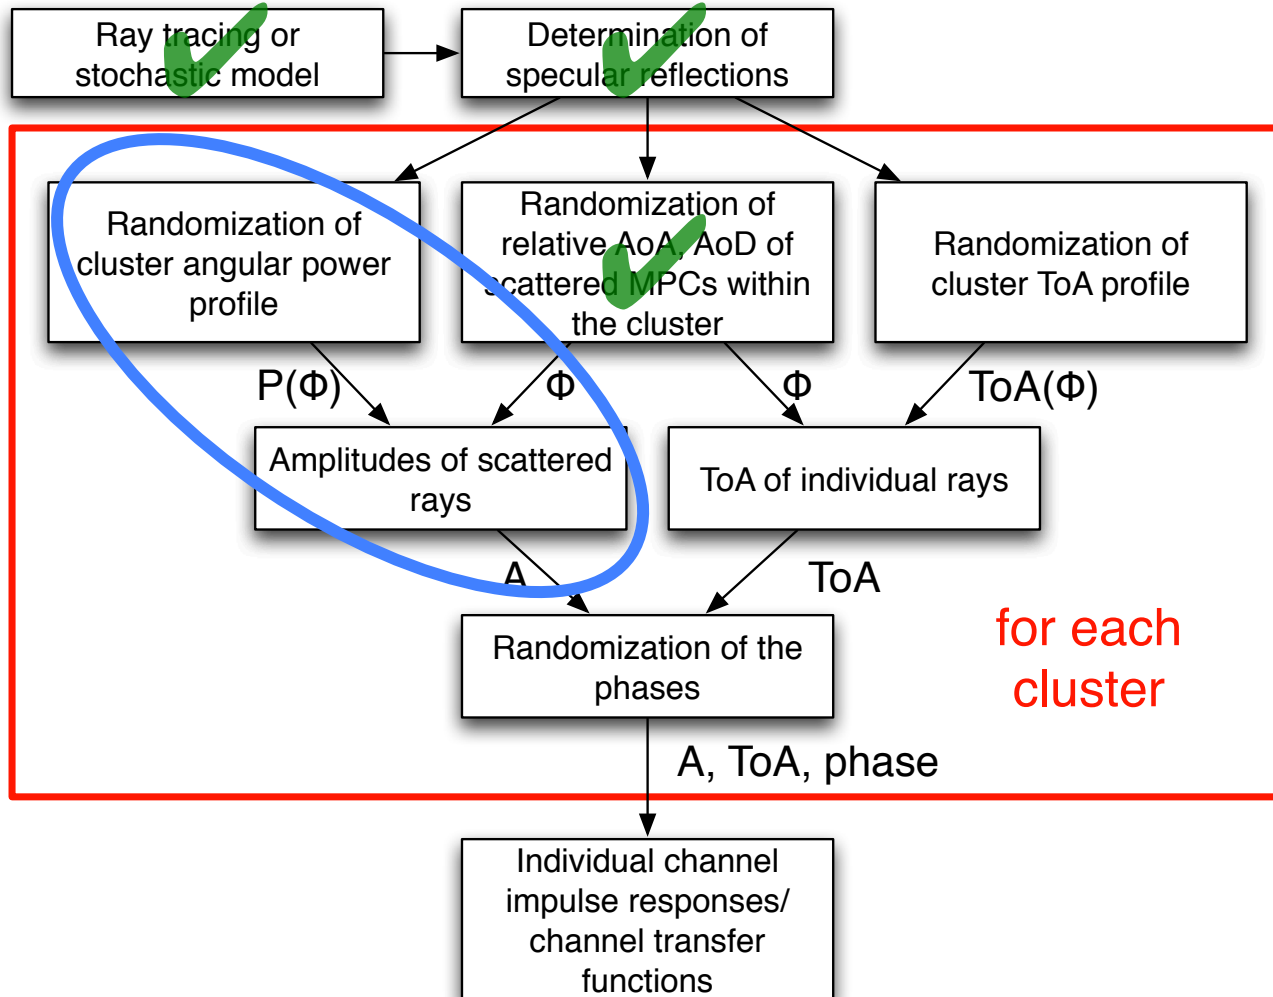 Ray tracing or
stochastic model
Determination of
specular reflections
Randomization of
cluster angular power
profile
Randomization of
relative AoA, AoD of
scattered MPCs within
the cluster
Randomization of
cluster ToA profile
P(Φ)
Φ
Φ
ToA(Φ)
Amplitudes of scattered
rays
ToA of individual rays
A
ToA
Randomization of the
phases
for each
cluster
A, ToA, phase
Individual channel
impulse responses/
channel transfer
functions